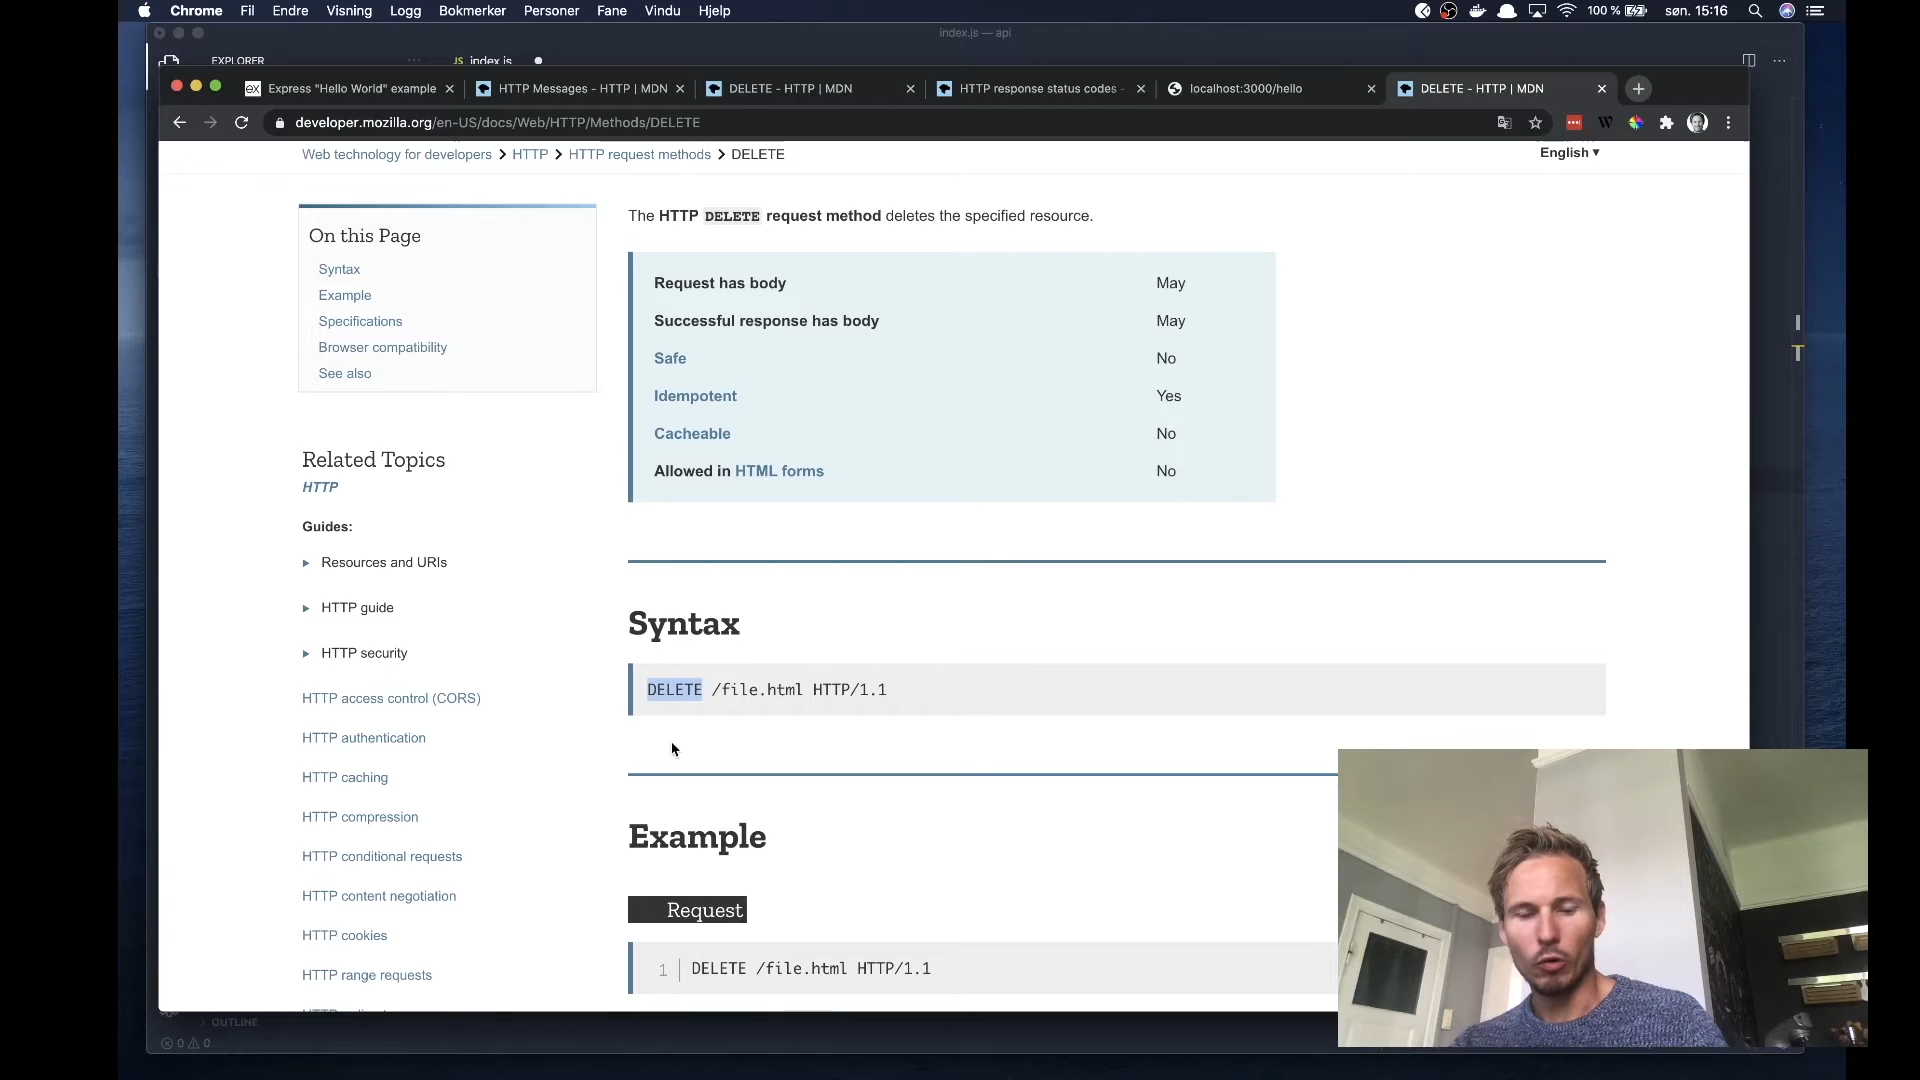 Chrome Fil Endre Visning Logg Bokmerker Personer Fane Vindu Hjelp 100 % søn. 15:16
index.js — api
EXPLORER ... JS index.js
Express "Hello World" example HTTP Messages - HTTP | MDN DELETE - HTTP | MDN HTTP response status codes - localhost:3000/hello DELETE - HTTP | MDN
developer.mozilla.org/en-US/docs/Web/HTTP/Methods/DELETE
Web technology for developers > HTTP > HTTP request methods > DELETE English ▼
The HTTP DELETE request method deletes the specified resource.
On this Page
Syntax
Example
Specifications
Browser compatibility
See also
Request has body May
Successful response has body May
Safe No
Idempotent Yes
Cacheable No
Allowed in HTML forms No
Related Topics
HTTP
Guides:
Resources and URIs
HTTP guide
HTTP security
HTTP access control (CORS)
HTTP authentication
HTTP caching
HTTP compression
HTTP conditional requests
HTTP content negotiation
HTTP cookies
HTTP range requests
Syntax
DELETE /file.html HTTP/1.1
Example
Request
1 DELETE /file.html HTTP/1.1
OUTLINE
0 0